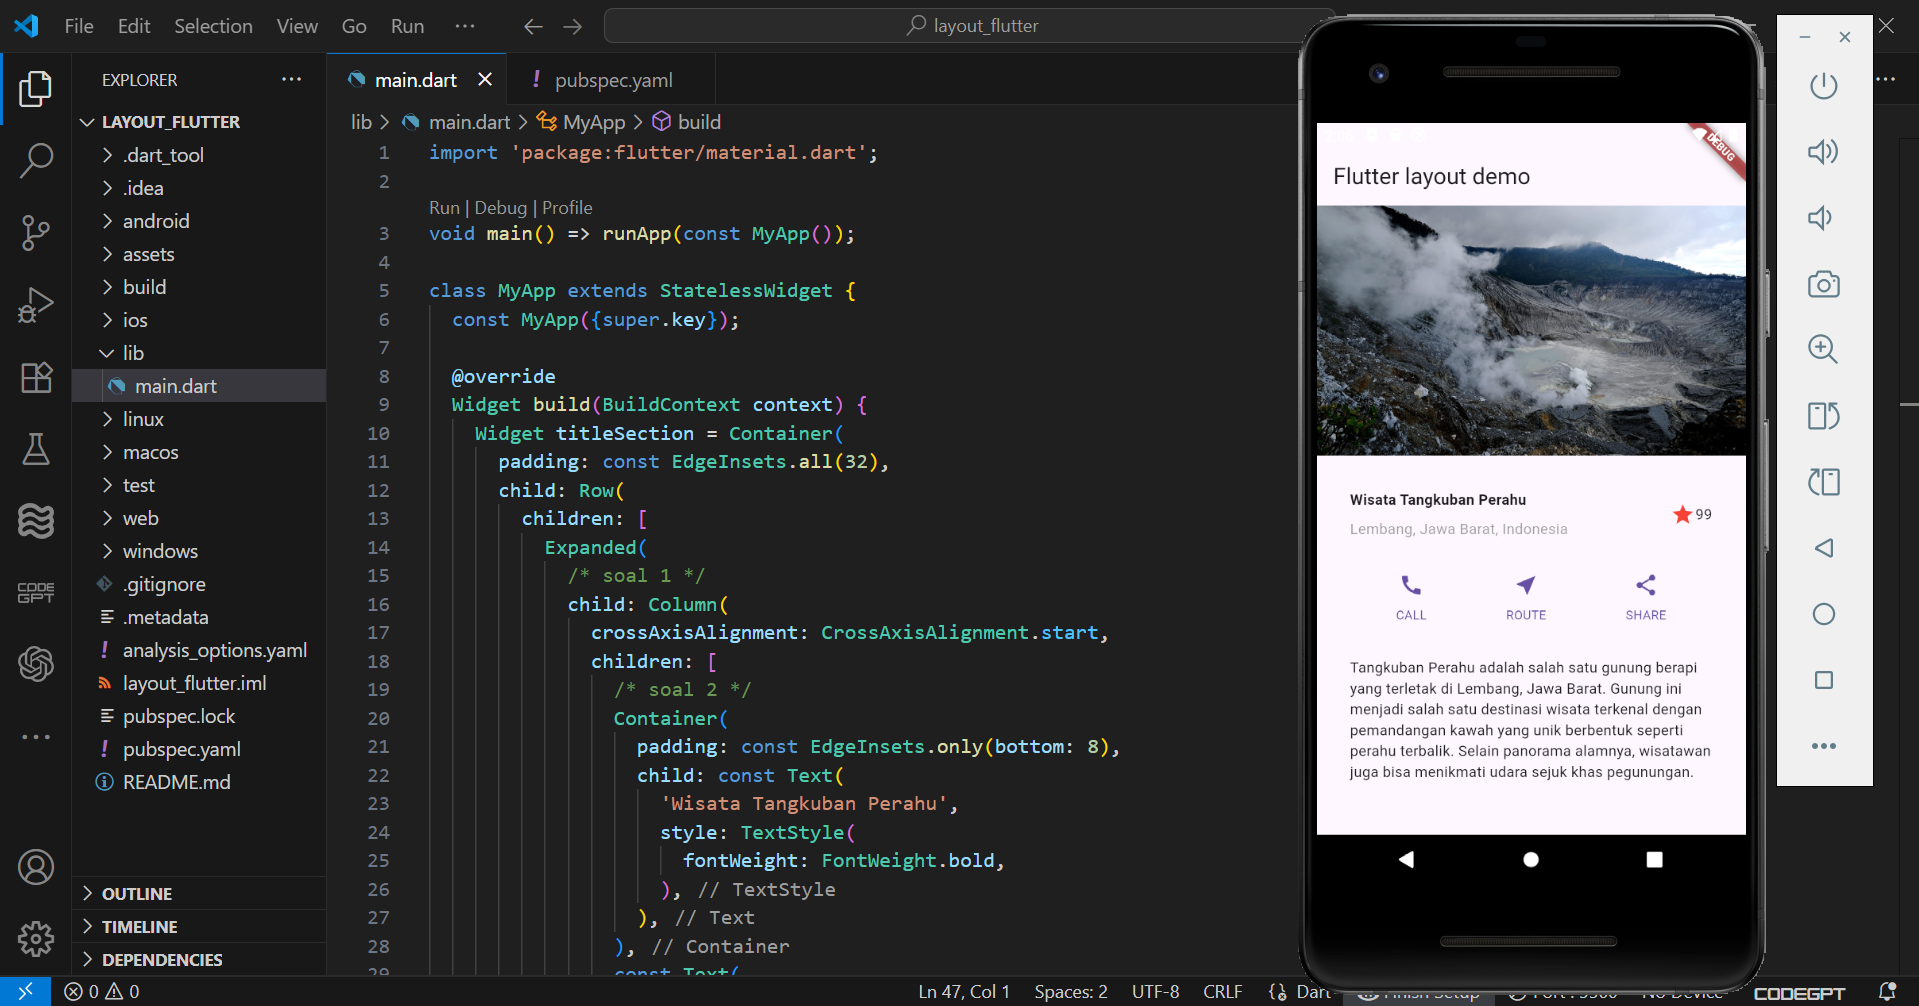 File Edit Selection View Go Run
layout_flutter
EXPLORER
LAYOUT_FLUTTER
.dart_tool
.idea
android
assets
build
ios
lib
main.dart
linux
macos
test
web
windows
.gitignore
.metadata
analysis_options.yaml
layout_flutter.iml
pubspec.lock
pubspec.yaml
README.md
OUTLINE
TIMELINE
DEPENDENCIES
CODE
GPT
main.dart
pubspec.yaml
lib > main.dart > MyApp > build
1 import 'package:flutter/material.dart';
2
Run | Debug | Profile
3 void main() => runApp(const MyApp());
4
5 class MyApp extends StatelessWidget {
6 const MyApp({super.key});
7
8 @override
9 Widget build(BuildContext context) {
10 Widget titleSection = Container(
11 padding: const EdgeInsets.all(32),
12 child: Row(
13 children: [
14 Expanded(
15 /* soal 1 */
16 child: Column(
17 crossAxisAlignment: CrossAxisAlignment.start,
18 children: [
19 /* soal 2 */
20 Container(
21 padding: const EdgeInsets.only(bottom: 8),
22 child: const Text(
23 'Wisata Tangkuban Perahu',
24 style: TextStyle(
25 fontWeight: FontWeight.bold,
26 ), // TextStyle
27 ), // Text
28 ), // Container
29 const Text(
DEBUG
Flutter layout demo
Wisata Tangkuban Perahu
Lembang, Jawa Barat, Indonesia
99
CALL ROUTE SHARE
Tangkuban Perahu adalah salah satu gunung berapi
yang terletak di Lembang, Jawa Barat. Gunung ini
menjadi salah satu destinasi wisata terkenal dengan
pemandangan kawah yang unik berbentuk seperti
perahu terbalik. Selain panorama alamnya, wisatawan
juga bisa menikmati udara sejuk khas pegunungan.
0 0 Ln 47, Col 1 Spaces: 2 UTF-8 CRLF Dart Finish Setup Port : 5500 No Device CODEGPT